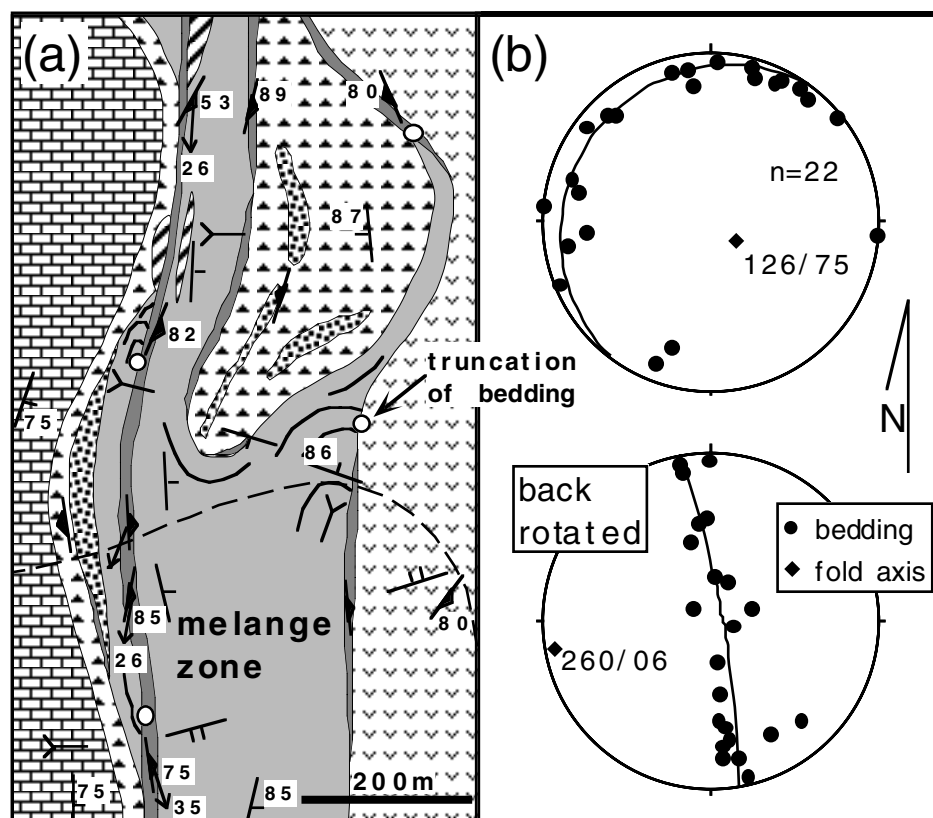 (a)
53
89
80
26
87
82
truncation
of bedding
75
86
85
melange
zone
80
26
75
75
35
85
200m
(b)
n=22
126/75
N
back
rotated
bedding
fold axis
260/06